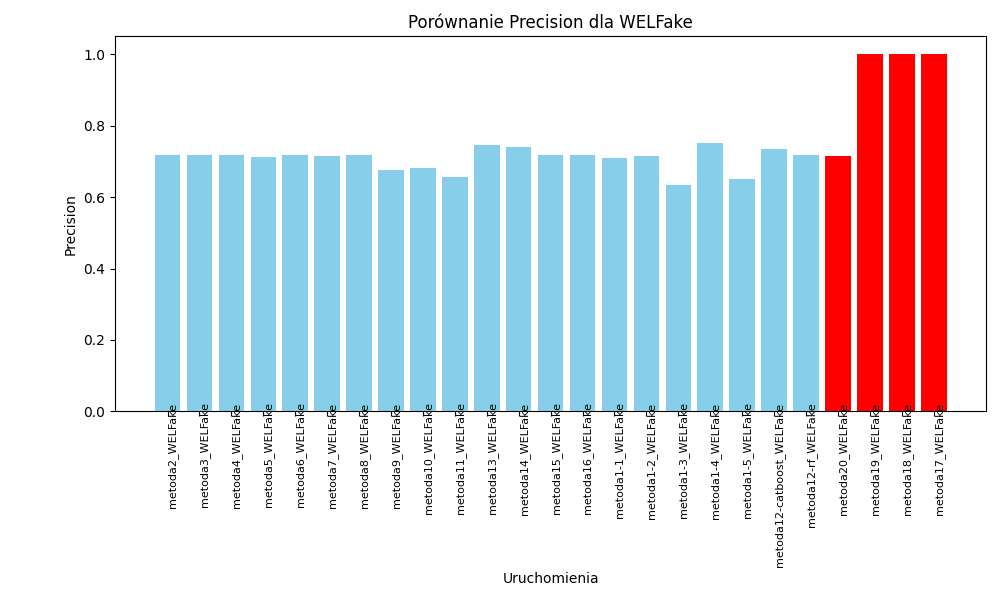 Porównanie Precision dla WELFake
Precision
1.0
0.8
0.6
0.4
0.2
0.0
metoda2_WELFake
metoda3_WELFake
metoda4_WELFake
metoda5_WELFake
metoda6_WELFake
metoda7_WELFake
metoda8_WELFake
metoda9_WELFake
metoda10_WELFake
metoda11_WELFake
metoda13_WELFake
metoda14_WELFake
metoda15_WELFake
metoda16_WELFake
metoda1-1_WELFake
metoda1-2_WELFake
metoda1-3_WELFake
metoda1-4_WELFake
metoda1-5_WELFake
metoda12-catboost_WELFake
metoda12-rf_WELFake
metoda20_WELFake
metoda19_WELFake
metoda18_WELFake
metoda17_WELFake
Uruchomienia